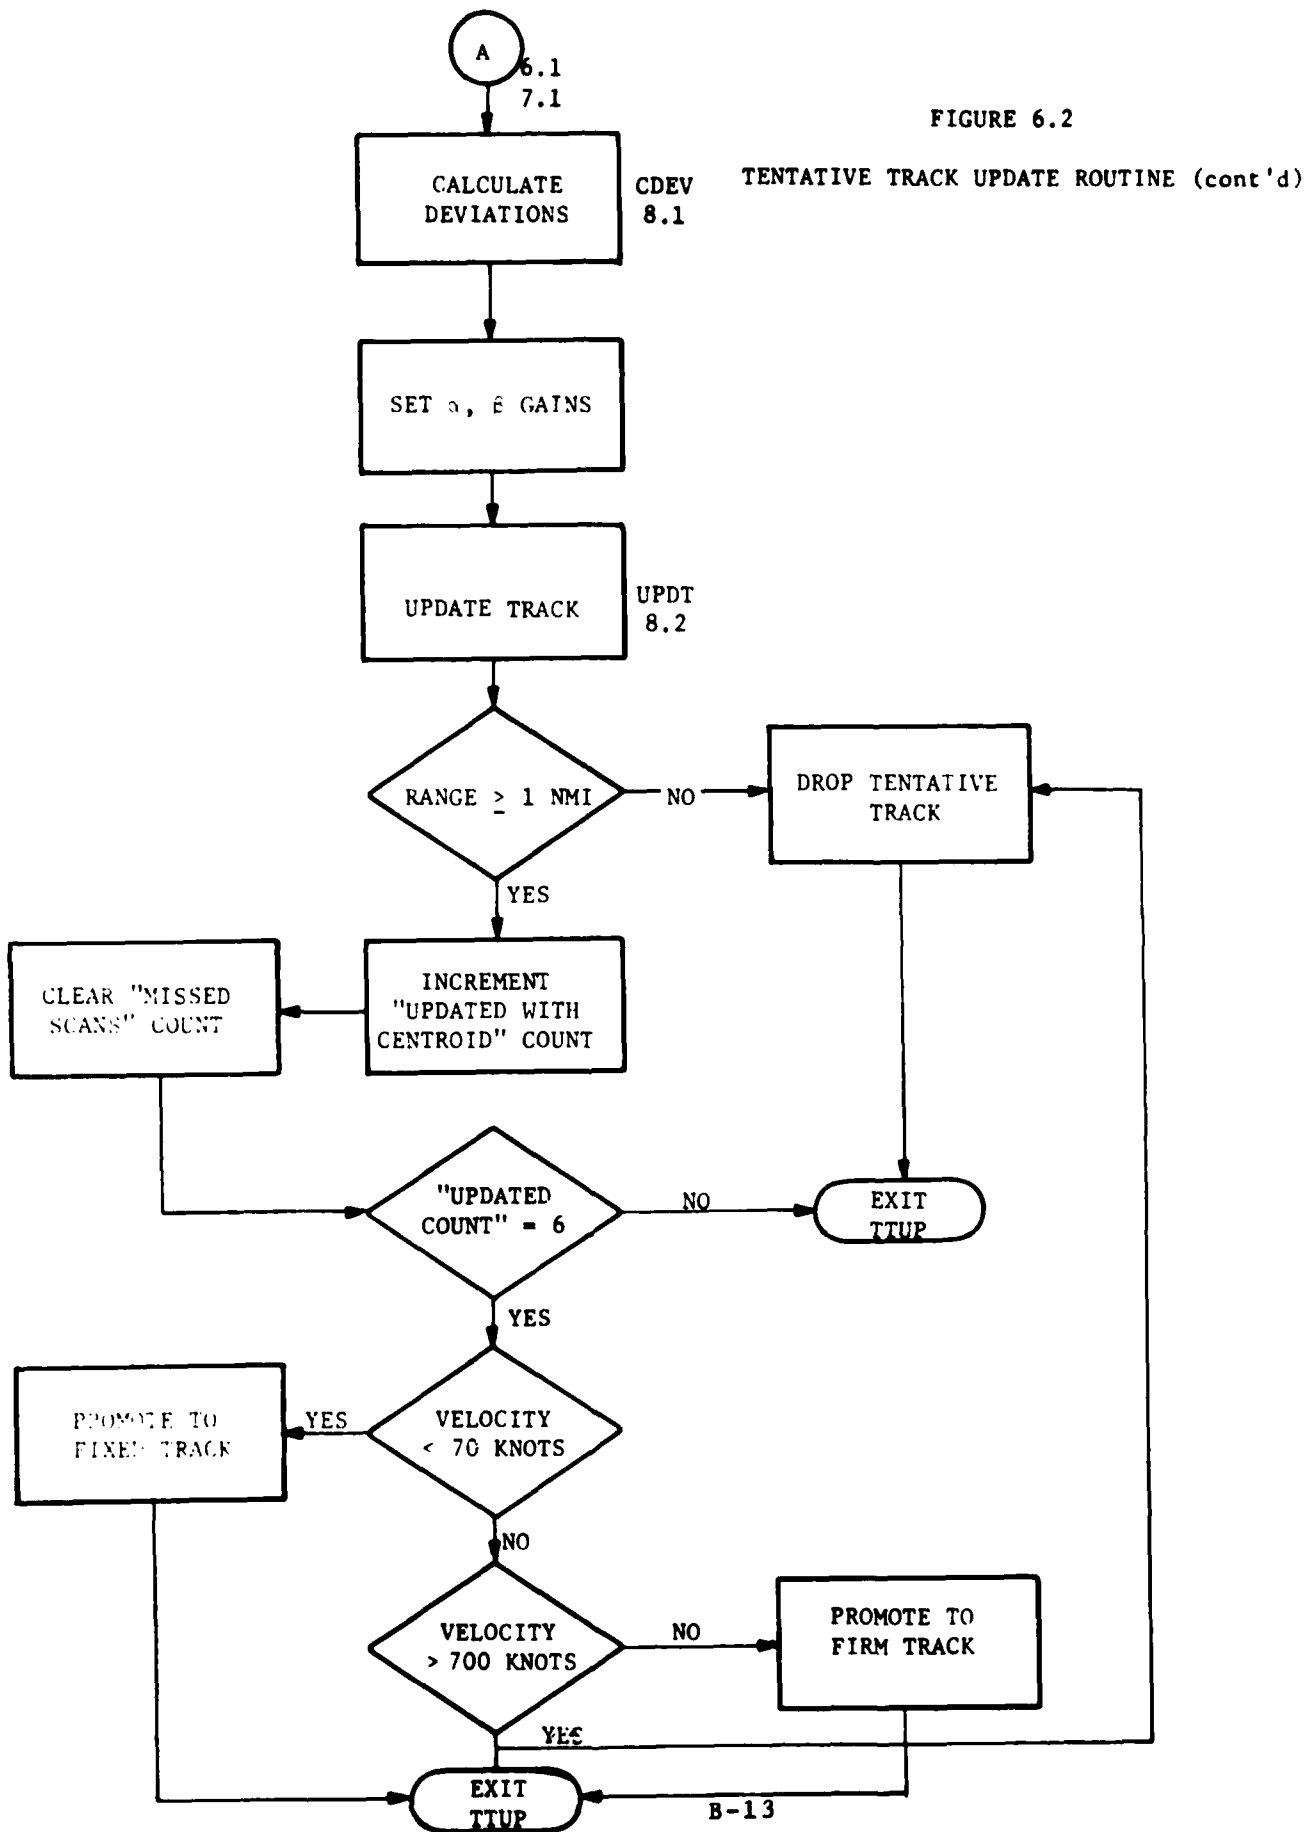 A
6.1
7.1
FIGURE 6.2
TENTATIVE TRACK UPDATE ROUTINE (cont'd)
CALCULATE
DEVIATIONS
CDEV
8.1
SET α, β GAINS
UPDATE TRACK
UPDT
8.2
RANGE ≥ 1 NMI
NO
DROP TENTATIVE
TRACK
YES
CLEAR "MISSED
SCANS" COUNT
INCREMENT
"UPDATED WITH
CENTROID" COUNT
"UPDATED
COUNT" = 6
NO
EXIT
TTUP
YES
PROMOTE TO
FIXED TRACK
YES
VELOCITY
< 70 KNOTS
NO
VELOCITY
> 700 KNOTS
NO
PROMOTE TO
FIRM TRACK
YES
EXIT
TTUP
B-13